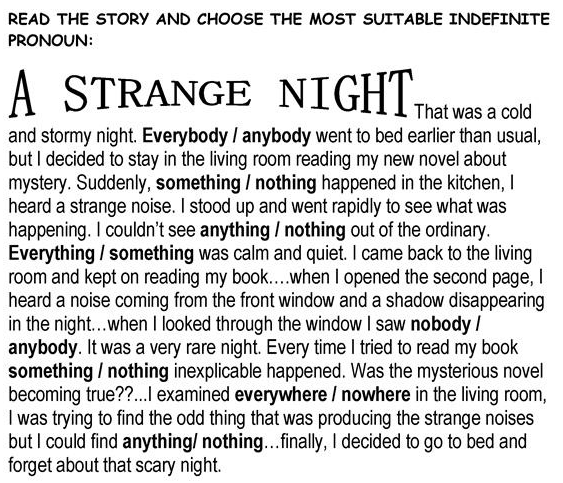 READ THE STORY AND CHOOSE THE MOST SUITABLE INDEFINITE
PRONOUN:
A STRANGE NIGHT That was a cold
and stormy night. Everybody / anybody went to bed earlier than usual,
but I decided to stay in the living room reading my new novel about
mystery. Suddenly, something / nothing happened in the kitchen, I
heard a strange noise. I stood up and went rapidly to see what was
happening. I couldn't see anything / nothing out of the ordinary.
Everything / something was calm and quiet. I came back to the living
room and kept on reading my book....when I opened the second page, I
heard a noise coming from the front window and a shadow disappearing
in the night...when I looked through the window I saw nobody /
anybody. It was a very rare night. Every time I tried to read my book
something / nothing inexplicable happened. Was the mysterious novel
becoming true??...I examined everywhere / nowhere in the living room,
I was trying to find the odd thing that was producing the strange noises
but I could find anything/ nothing...finally, I decided to go to bed and
forget about that scary night.